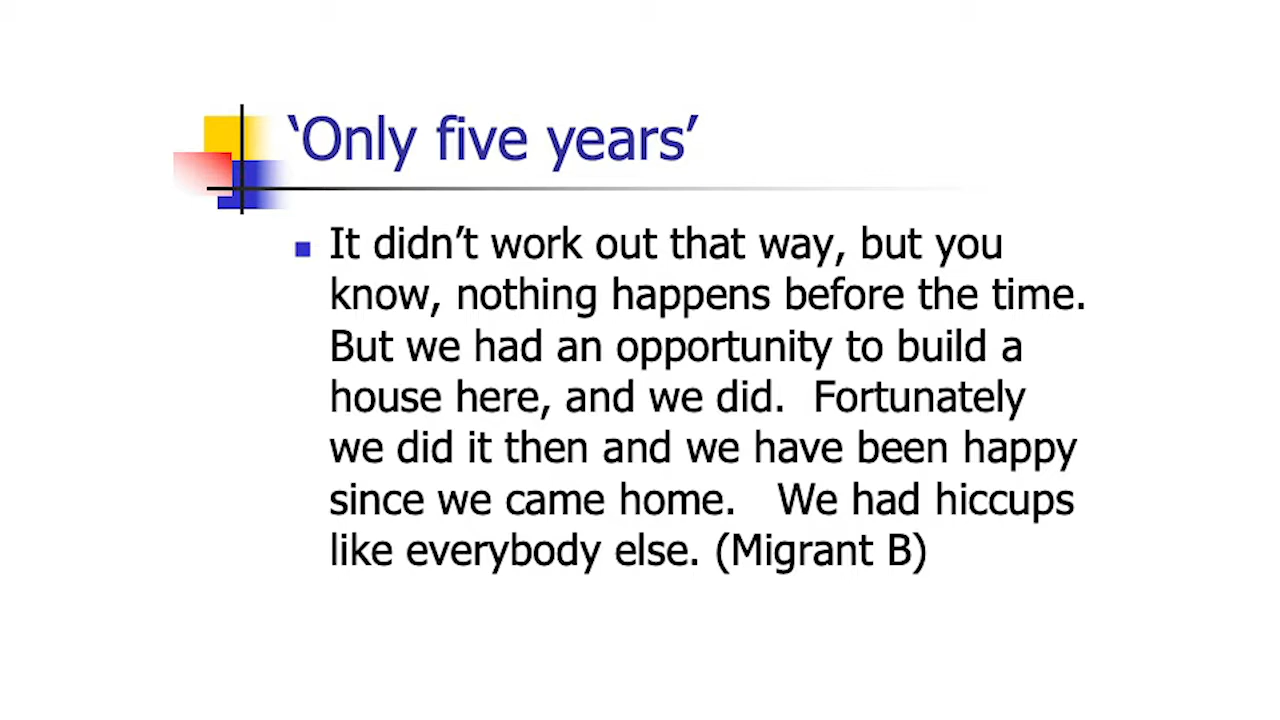 ‘Only five years’
It didn’t work out that way, but you
know, nothing happens before the time.
But we had an opportunity to build a
house here, and we did.  Fortunately
we did it then and we have been happy
since we came home.   We had hiccups
like everybody else. (Migrant B)